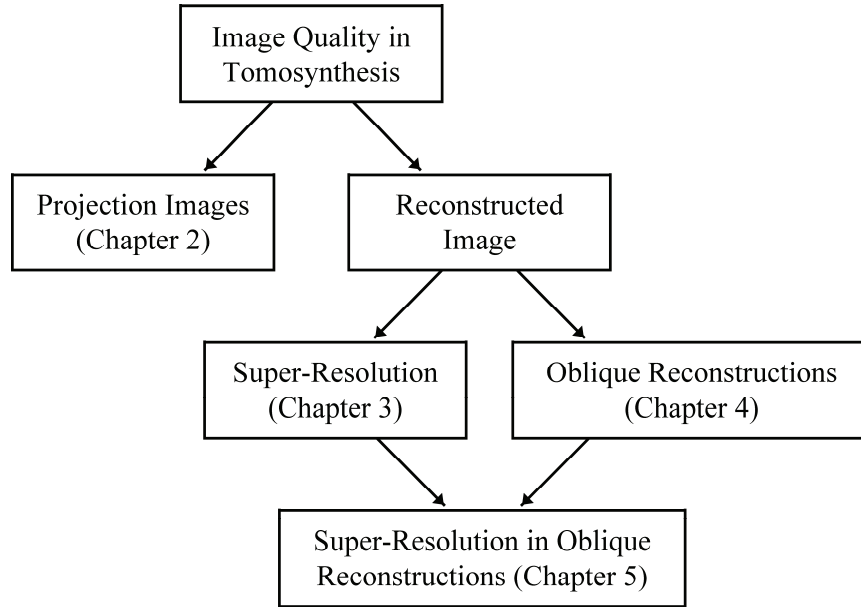 Image Quality in
Tomosynthesis
Projection Images
(Chapter 2)
Reconstructed
Image
Super-Resolution
(Chapter 3)
Oblique Reconstructions
(Chapter 4)
Super-Resolution in Oblique
Reconstructions (Chapter 5)